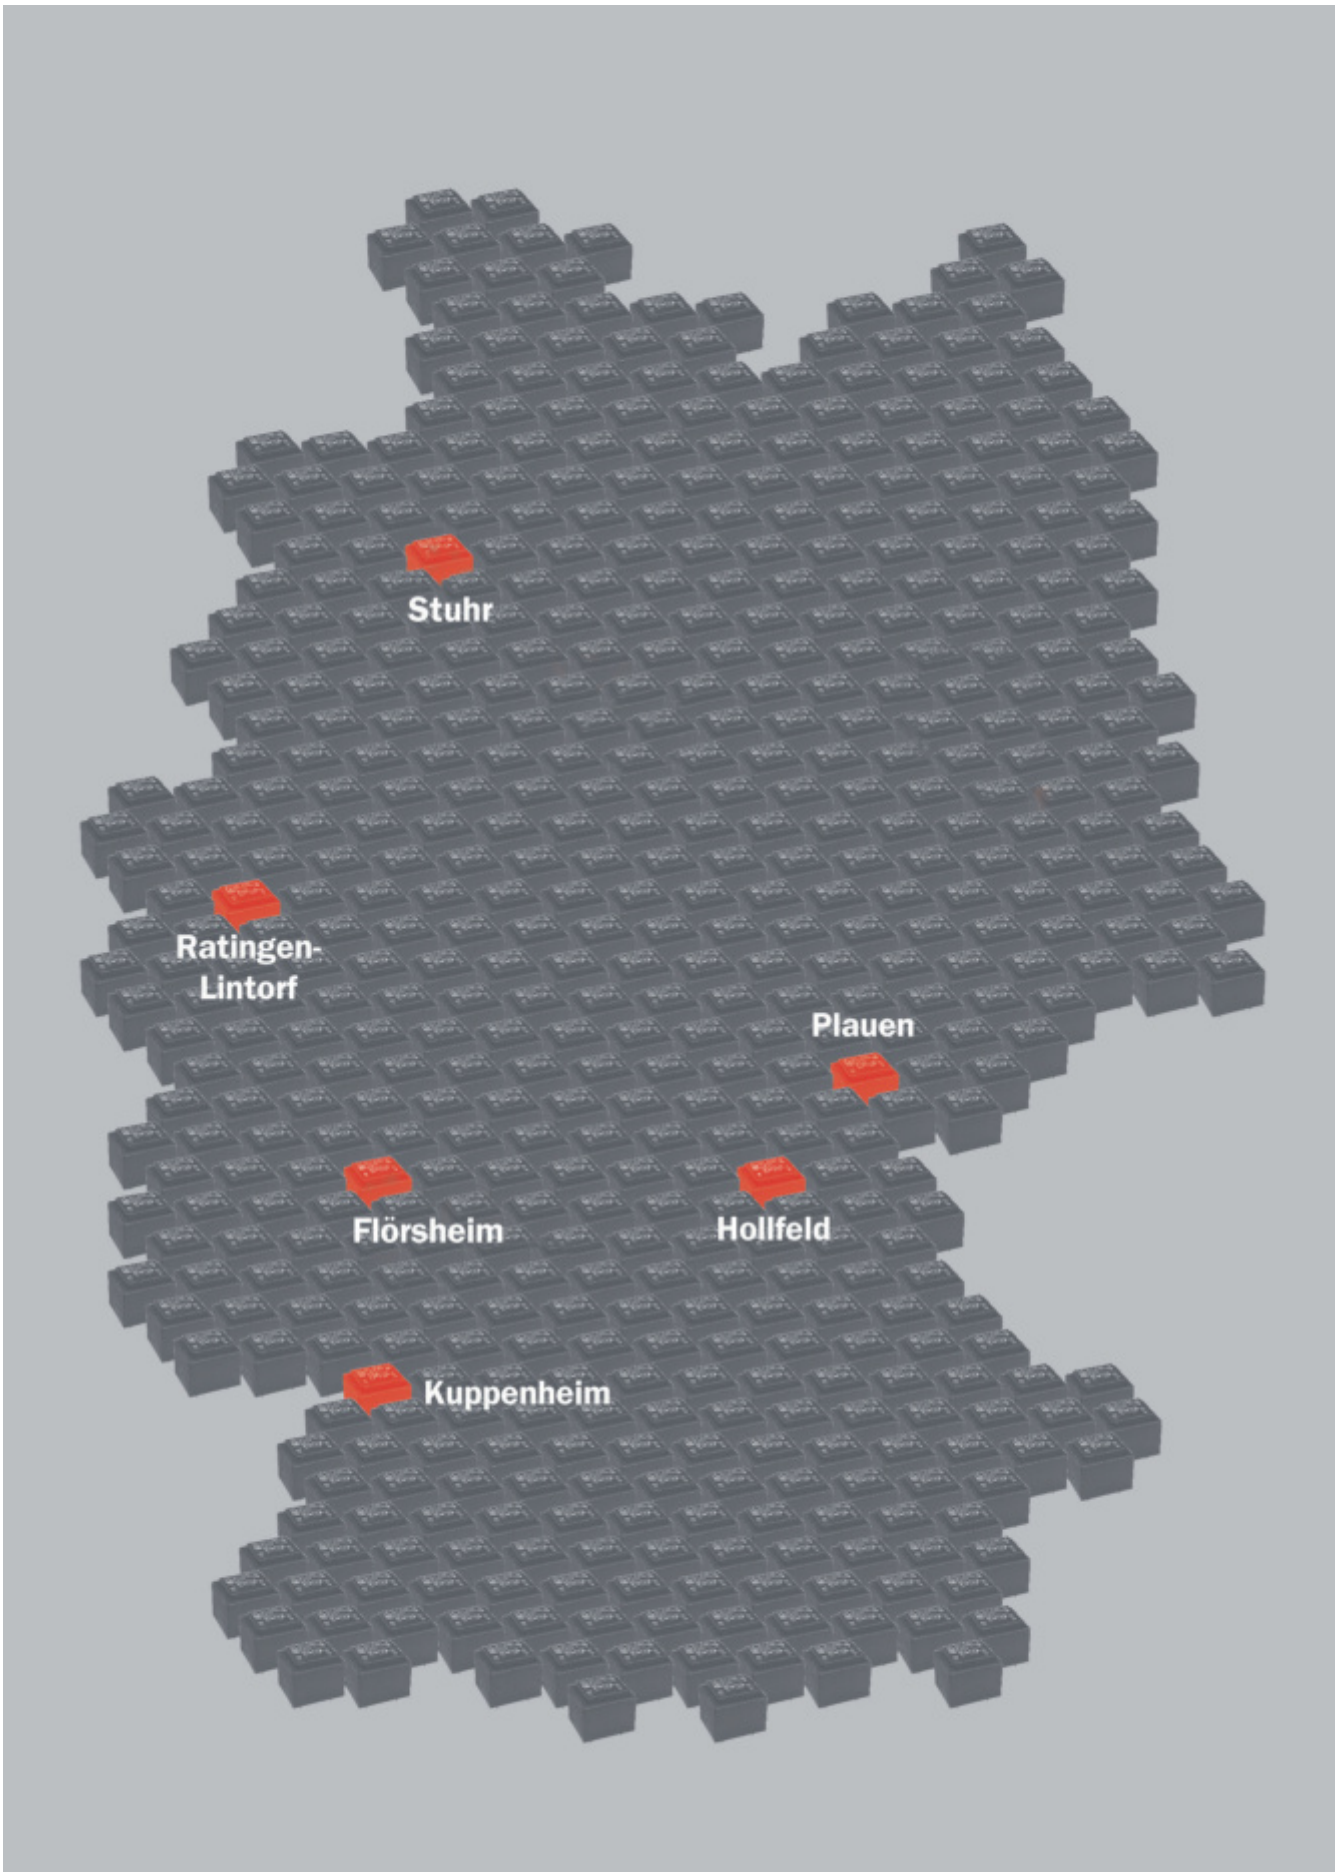 Stuhr
Ratingen-
Lintorf
Plauen
Flörsheim
Hollfeld
Kuppenheim